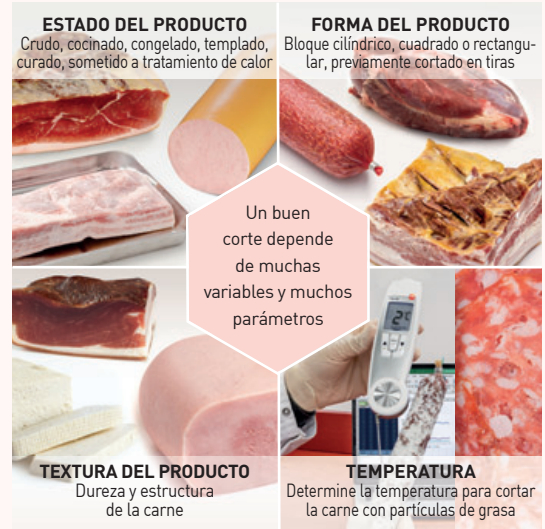 ESTADO DEL PRODUCTO
Crudo, cocinado, congelado, templado,
curado, sometido a tratamiento de calor
FORMA DEL PRODUCTO
Bloque cilíndrico, cuadrado o rectangu-
lar, previamente cortado en tiras
Un buen
corte depende
de muchas
variables y muchos
parámetros
TEXTURA DEL PRODUCTO
Dureza y estructura
de la carne
TEMPERATURA
Determine la temperatura para cortar
la carne con partículas de grasa